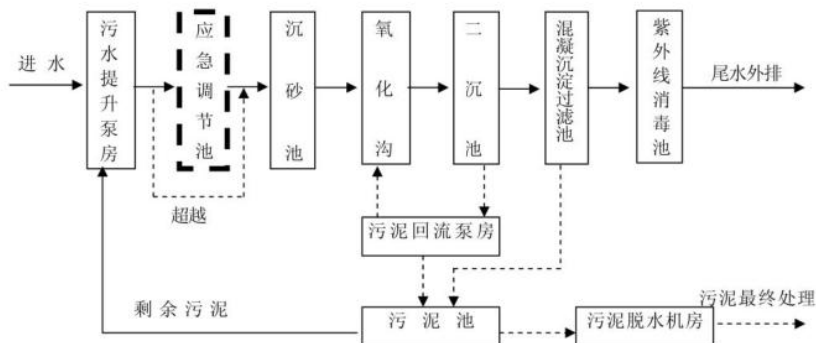 进水
污水提升泵房
应急调节池
沉砂池
氧化沟
二沉池
混凝沉淀过滤池
紫外线消毒池
尾水外排
超越
污泥回流泵房
剩余污泥
污泥池
污泥脱水机房
污泥最终处理